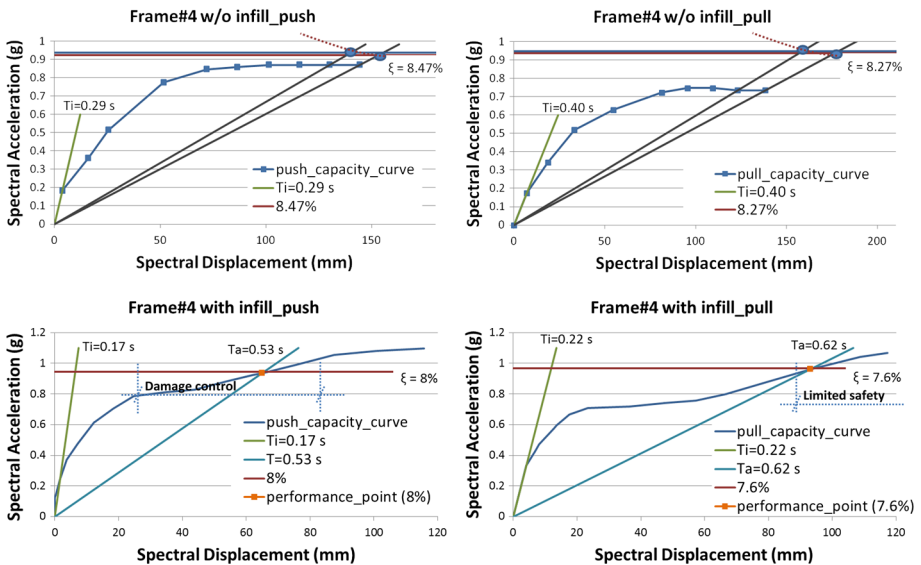 Frame#4 w/o infill_push
Spectral Acceleration (g)
1
0.9
0.8
0.7
0.6
0.5
0.4
0.3
0.2
0.1
0
Ti=0.29 s
ξ = 8.47%
push_capacity_curve
Ti=0.29 s
8.47%
0 50 100 150
Spectral Displacement (mm)
Frame#4 w/o infill_pull
Spectral Acceleration (g)
1
0.9
0.8
0.7
0.6
0.5
0.4
0.3
0.2
0.1
0
Ti=0.40 s
ξ = 8.27%
pull_capacity_curve
Ti=0.40 s
8.27%
0 50 100 150 200
Spectral Displacement (mm)
Frame#4 with infill_push
Spectral Acceleration (g)
1.2
1
0.8
0.6
0.4
0.2
0
Ti=0.17 s
Ta=0.53 s
ξ = 8%
Damage control
push_capacity_curve
Ti=0.17 s
T=0.53 s
8%
performance_point (8%)
0 20 40 60 80 100 120
Spectral Displacement (mm)
Frame#4 with infill_pull
Spectral Acceleration (g)
1.2
1
0.8
0.6
0.4
0.2
0
Ti=0.22 s
Ta=0.62 s
ξ = 7.6%
Limited safety
pull_capacity_curve
Ti=0.22 s
Ta=0.62 s
7.6%
performance_point (7.6%)
0 20 40 60 80 100 120
Spectral Displacement (mm)